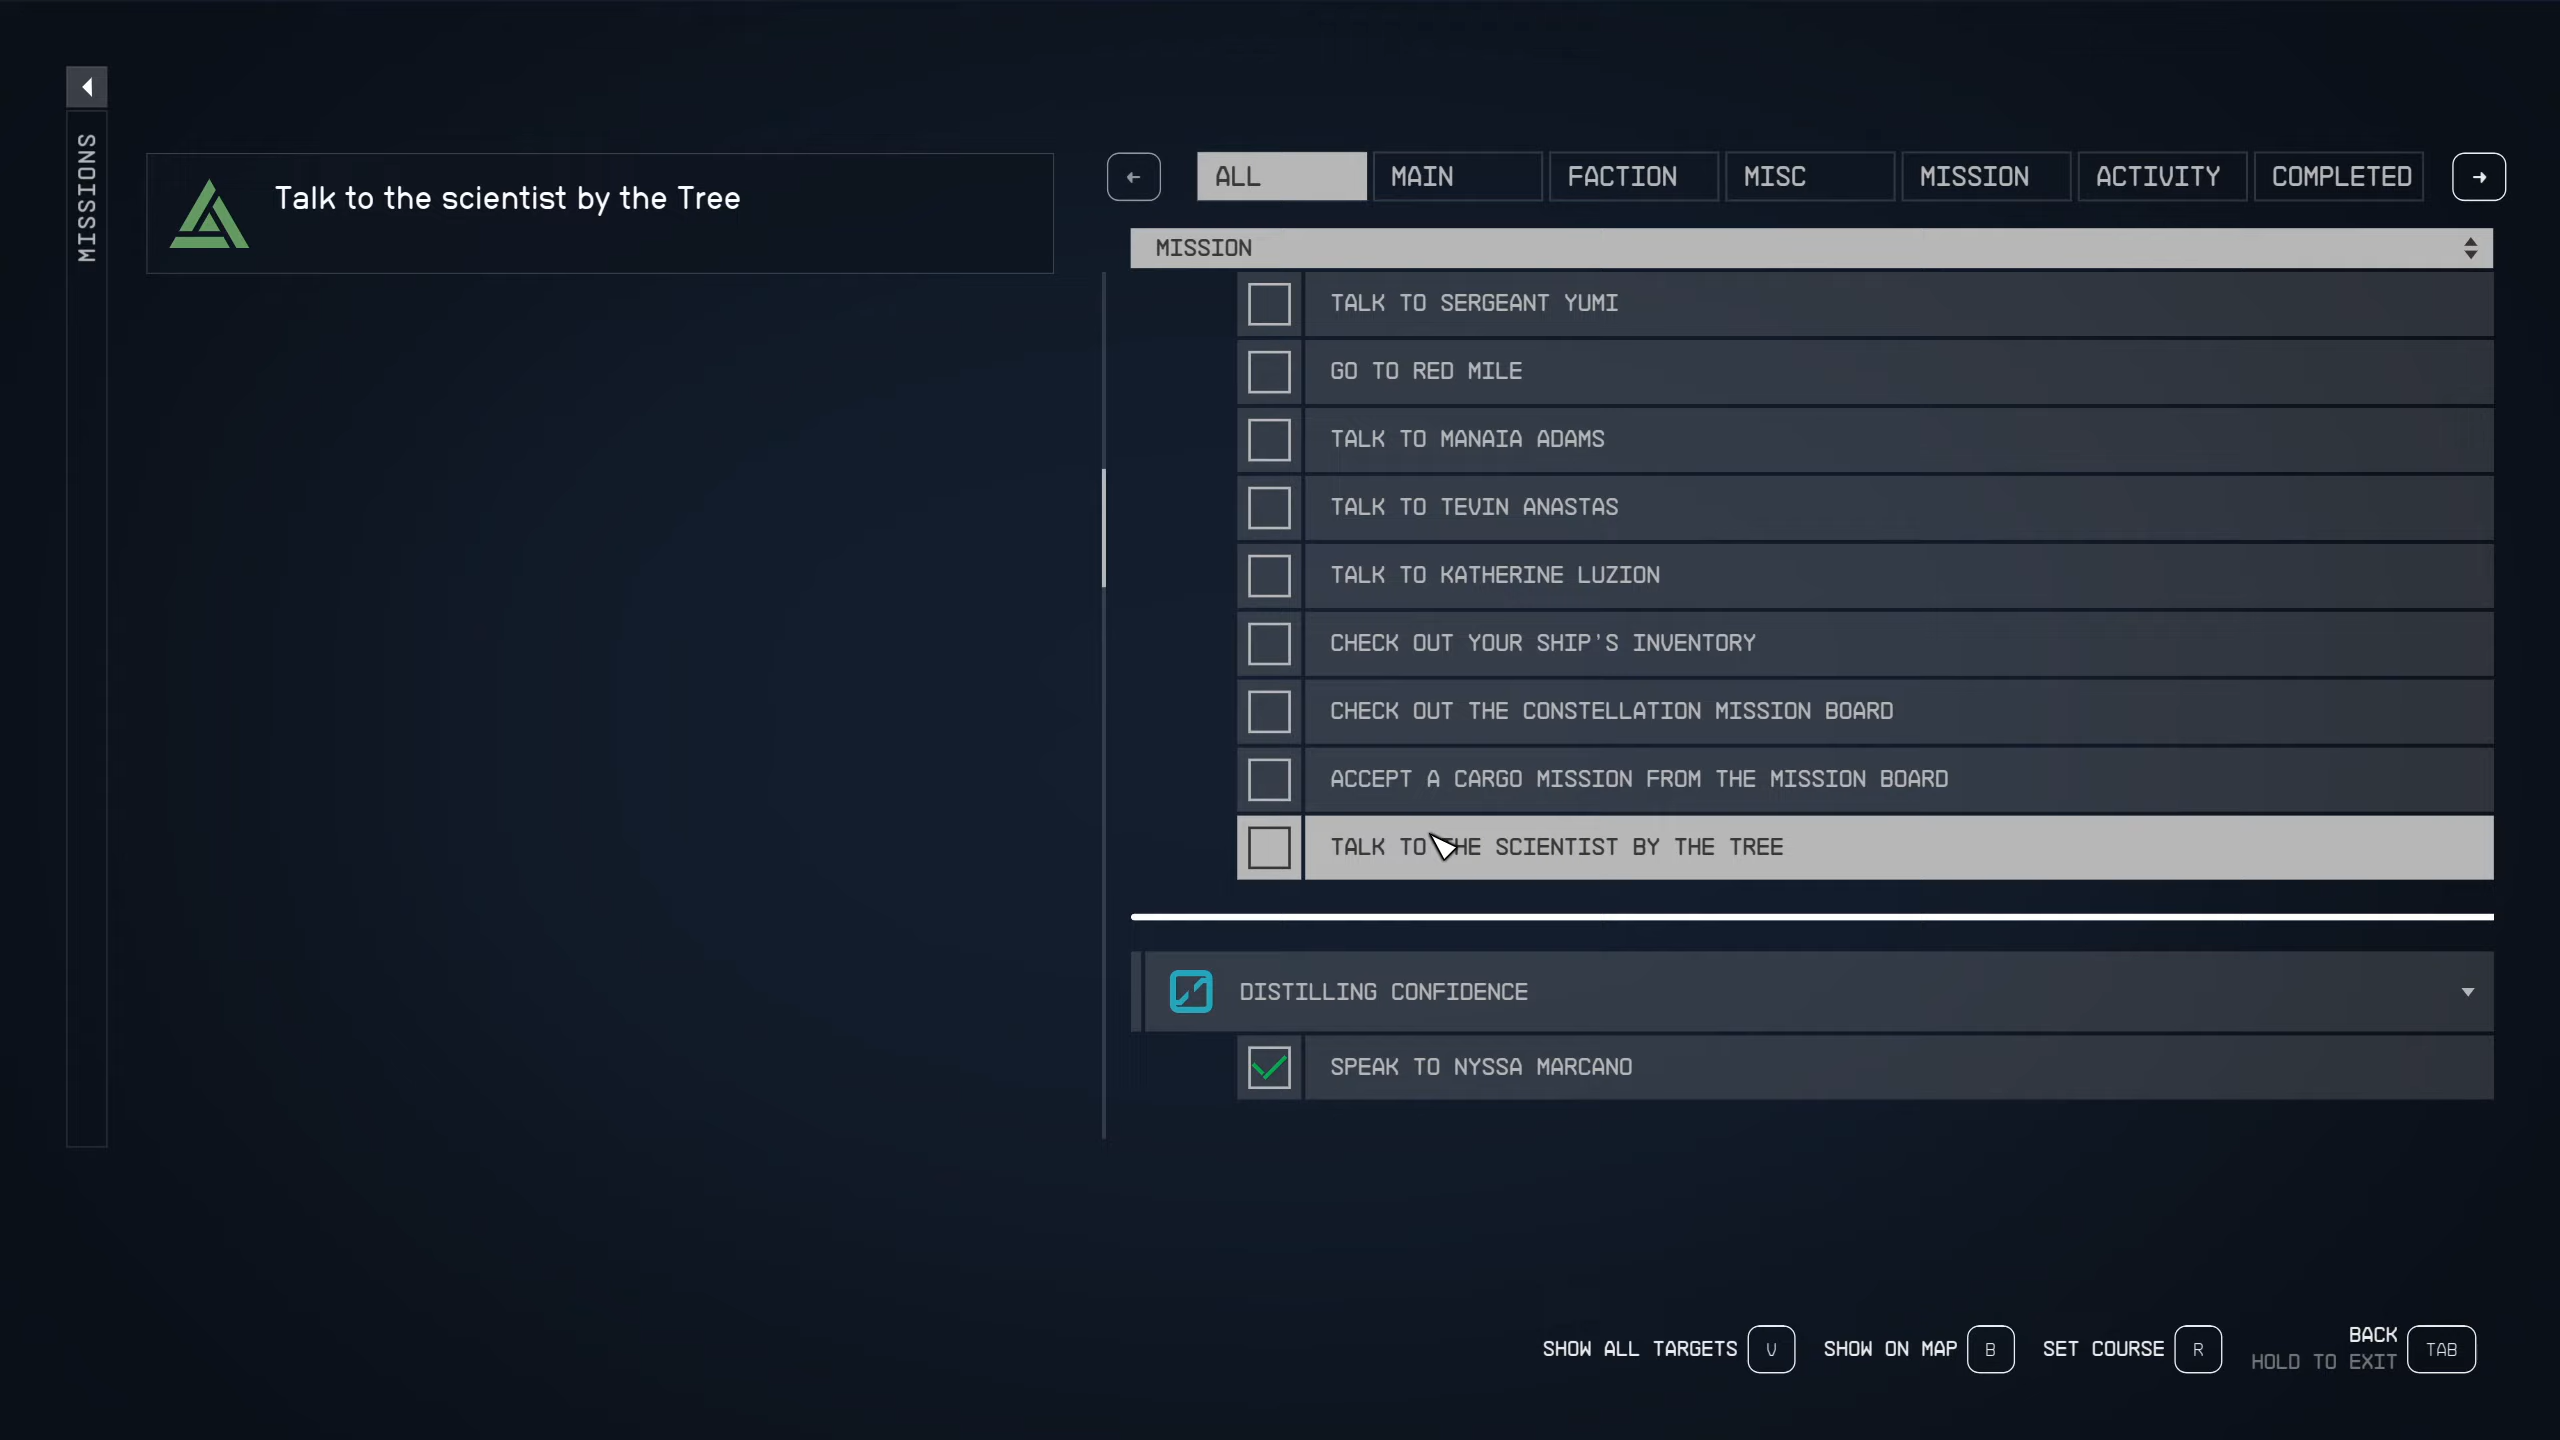 MISSIONS
Talk to the scientist by the Tree
ALL
MAIN
FACTION
MISC
MISSION
ACTIVITY
COMPLETED
MISSION
TALK TO SERGEANT YUMI
GO TO RED MILE
TALK TO MANAIA ADAMS
TALK TO TEVIN ANASTAS
TALK TO KATHERINE LUZION
CHECK OUT YOUR SHIP'S INVENTORY
CHECK OUT THE CONSTELLATION MISSION BOARD
ACCEPT A CARGO MISSION FROM THE MISSION BOARD
TALK TO THE SCIENTIST BY THE TREE
DISTILLING CONFIDENCE
SPEAK TO NYSSA MARCANO
SHOW ALL TARGETS V
SHOW ON MAP B
SET COURSE R
BACK
HOLD TO EXIT
TAB